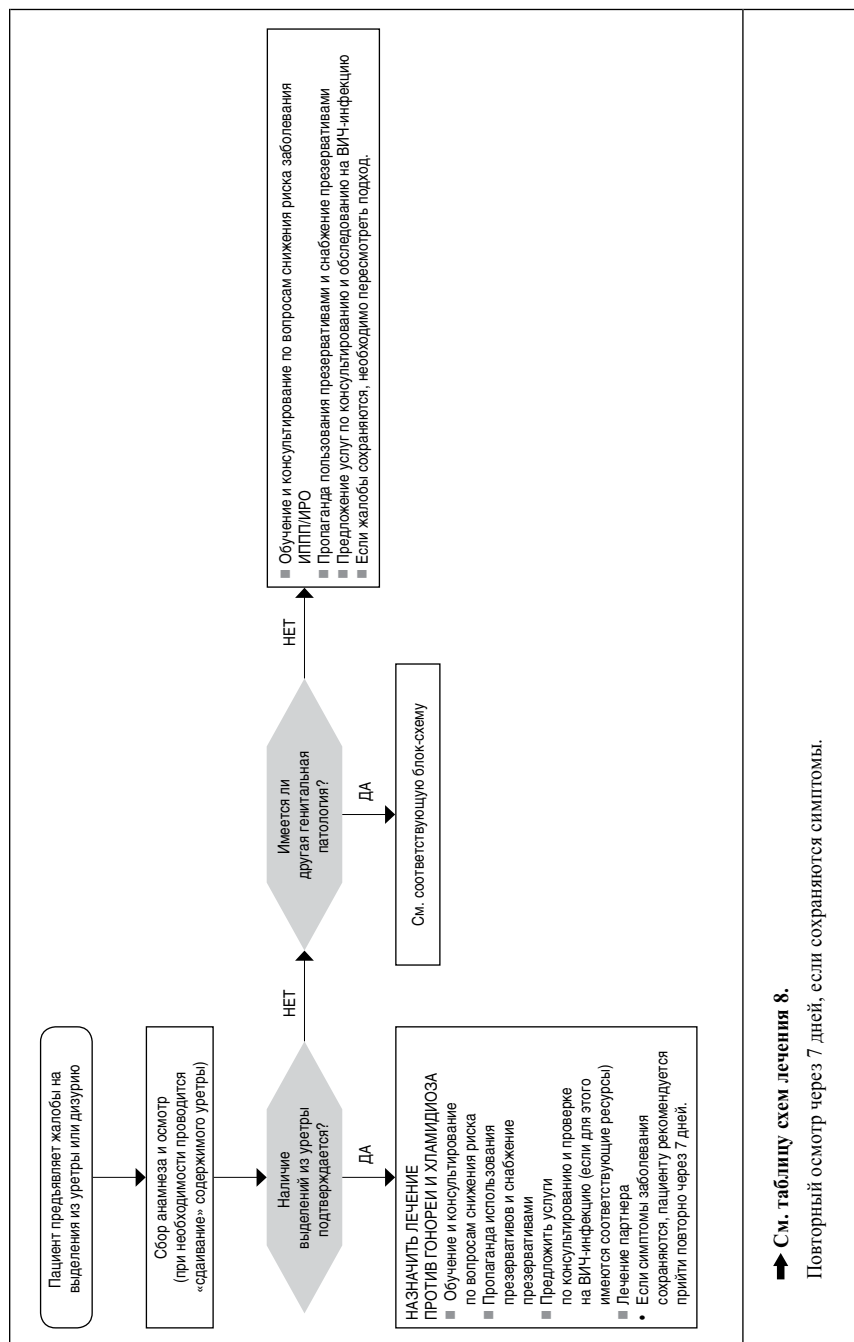 Пациент предъявляет жалобы на
выделения из уретры или дизурию
Сбор анамнеза и осмотр
(при необходимости проводится
«сдаивание» содержимого уретры)
Наличие
выделений из уретры
подтверждается?
НЕТ
Имеется ли
другая генитальная
патология?
НЕТ
■ Обучение и консультирование по вопросам снижения риска заболевания
ИППП/ИРО
■ Пропаганда пользования презервативами и снабжение презервативами
■ Предложение услуг по консультированию и обследованию на ВИЧ-инфекцию
■ Если жалобы сохраняются, необходимо пересмотреть подход.
ДА
ДА
НАЗНАЧИТЬ ЛЕЧЕНИЕ
ПРОТИВ ГОНОРЕИ И ХЛАМИДИОЗА
■ Обучение и консультирование
по вопросам снижения риска
■ Пропаганда использования
презервативов и снабжение
презервативами
■ Предложить услуги
по консультированию и проверке
на ВИЧ-инфекцию (если для этого
имеются соответствующие ресурсы)
■ Лечение партнера
• Если симптомы заболевания
сохраняются, пациенту рекомендуется
прийти повторно через 7 дней.
См. соответствующую блок-схему
➡ См. таблицу схем лечения 8.
Повторный осмотр через 7 дней, если сохраняются симптомы.